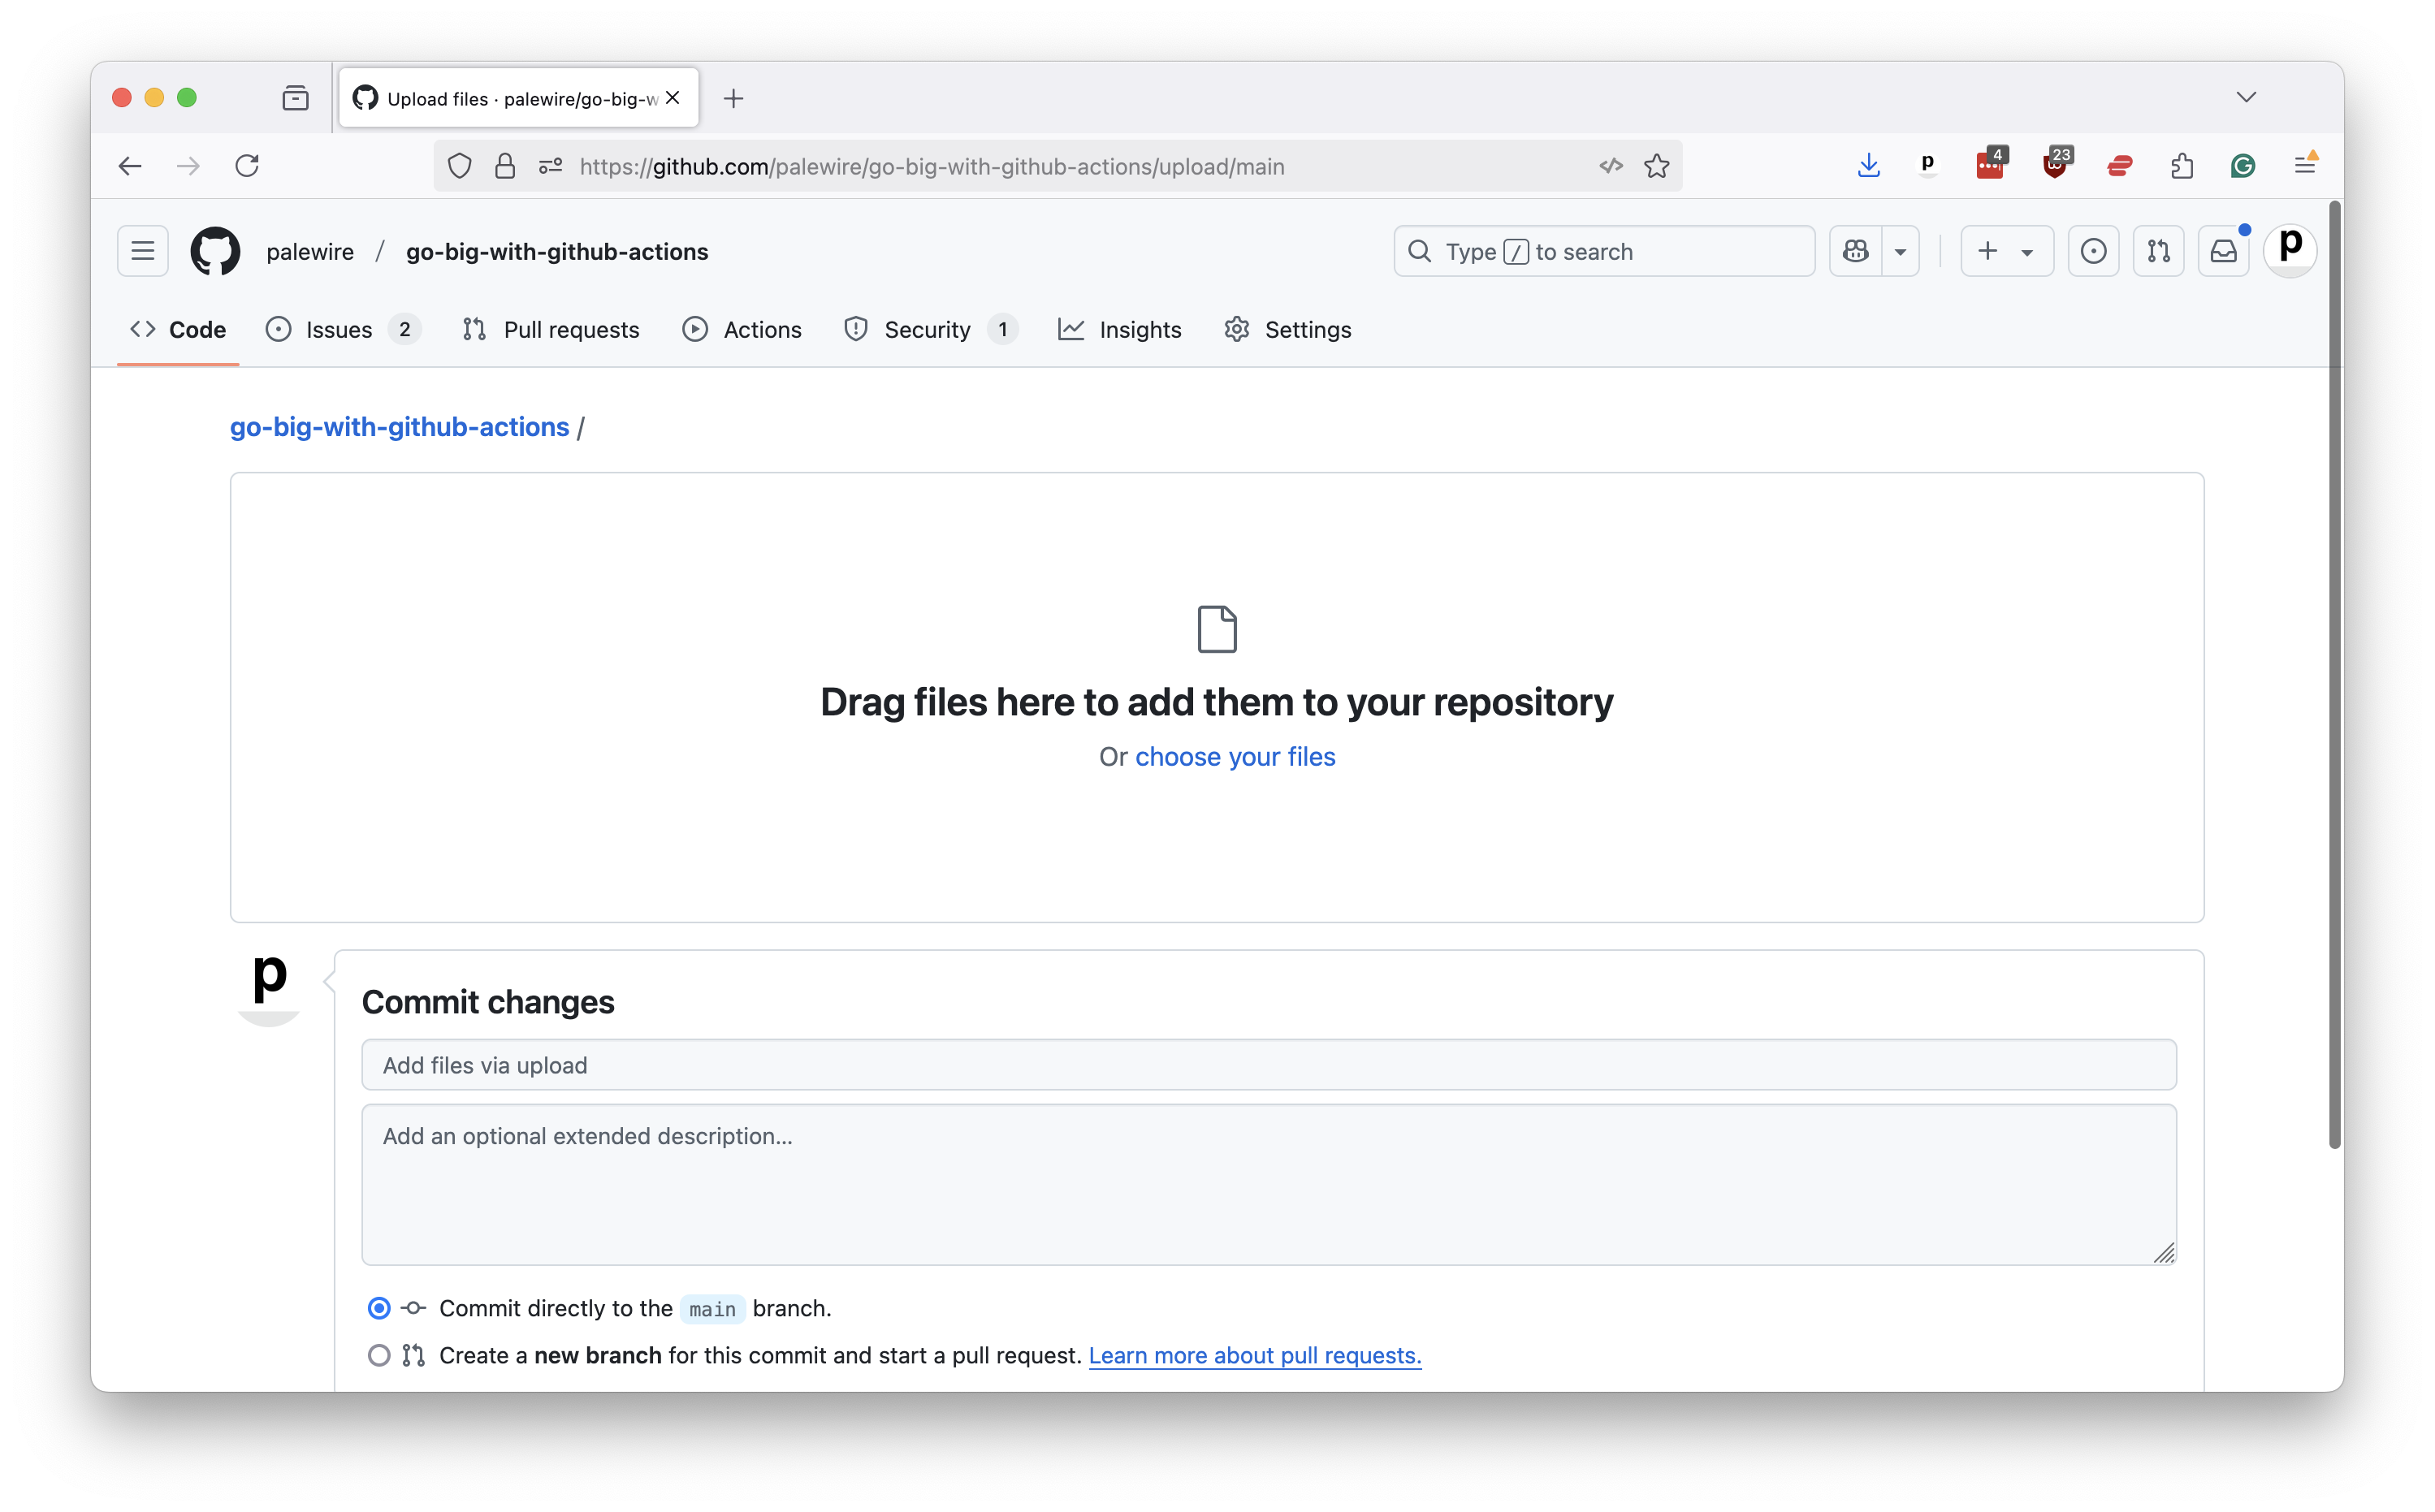 Upload files · palewire/go-big-w
https://github.com/palewire/go-big-with-github-actions/upload/main
p
4
23
palewire / go-big-with-github-actions
Type / to search
p
Code
Issues 2
Pull requests
Actions
Security 1
Insights
Settings
go-big-with-github-actions /
Drag files here to add them to your repository
Or choose your files
p
Commit changes
Add files via upload
Add an optional extended description...
Commit directly to the main branch.
Create a new branch for this commit and start a pull request. Learn more about pull requests.